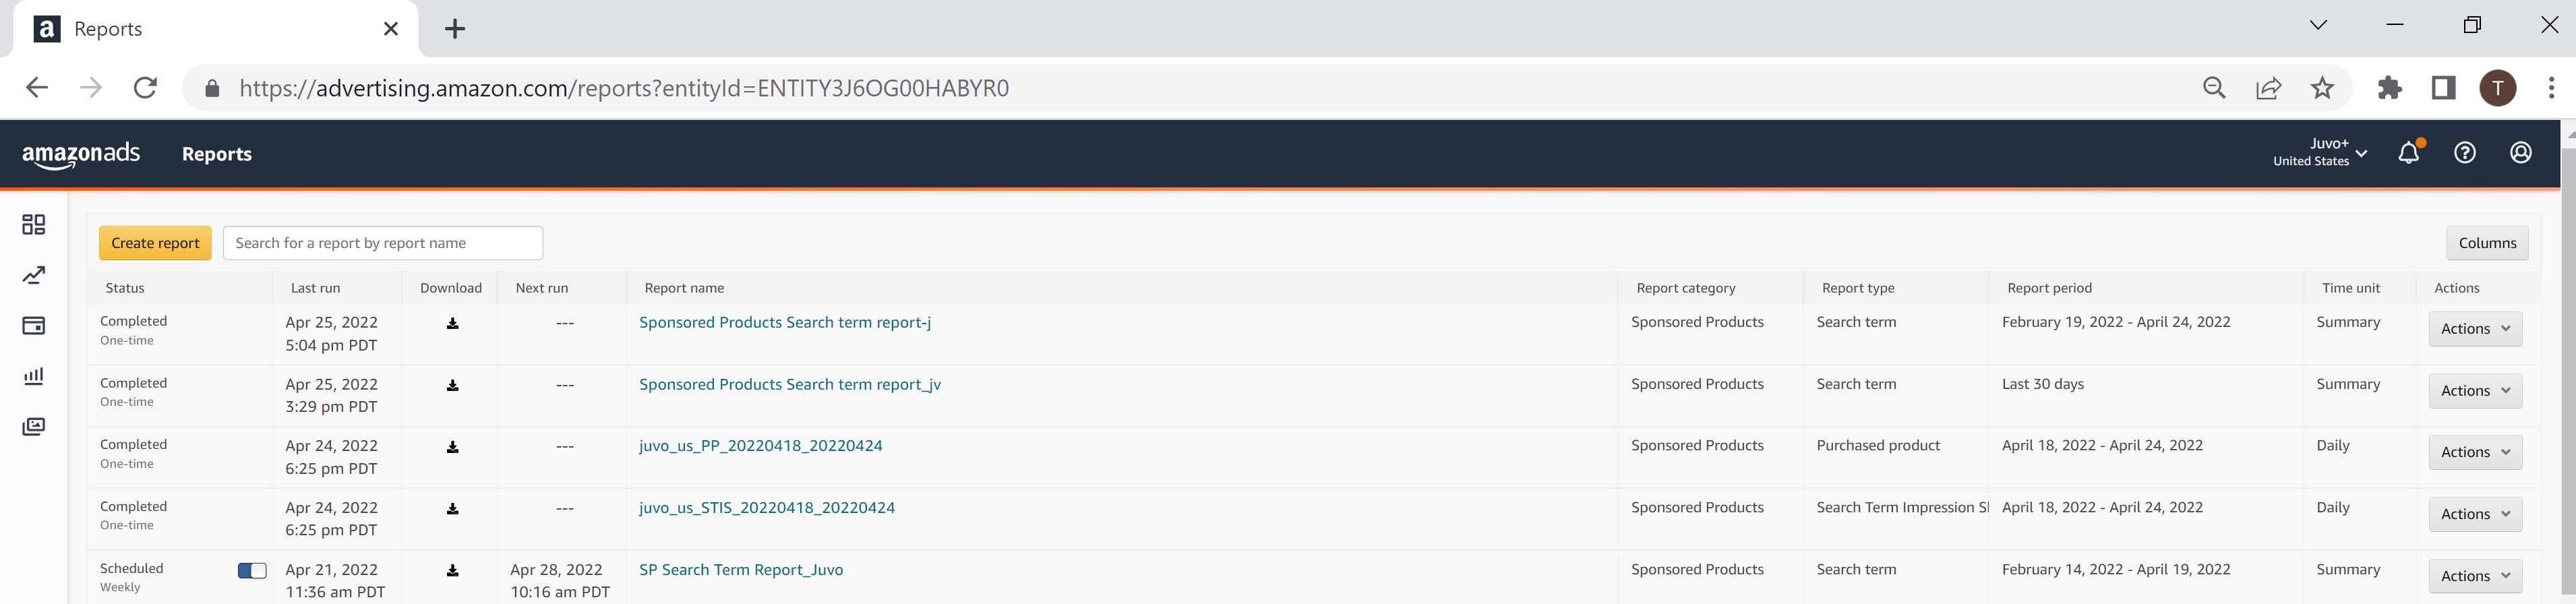 a Reports
https://advertising.amazon.com/reports?entityId=ENTITY3J6OG00HABYR0
T
amazonads Reports
Juvo+
United States
Create report Search for a report by report name Columns
Status Last run Download Next run Report name Report category Report type Report period Time unit Actions
Completed Apr 25, 2022 --- Sponsored Products Search term report-j Sponsored Products Search term February 19, 2022 - April 24, 2022 Summary Actions
One-time 5:04 pm PDT
Completed Apr 25, 2022 --- Sponsored Products Search term report_jv Sponsored Products Search term Last 30 days Summary Actions
One-time 3:29 pm PDT
Completed Apr 24, 2022 --- juvo_us_PP_20220418_20220424 Sponsored Products Purchased product April 18, 2022 - April 24, 2022 Daily Actions
One-time 6:25 pm PDT
Completed Apr 24, 2022 --- juvo_us_STIS_20220418_20220424 Sponsored Products Search Term Impression Sl April 18, 2022 - April 24, 2022 Daily Actions
One-time 6:25 pm PDT
Scheduled Apr 21, 2022 Apr 28, 2022 SP Search Term Report_Juvo Sponsored Products Search term February 14, 2022 - April 19, 2022 Summary Actions
Weekly 11:36 am PDT 10:16 am PDT